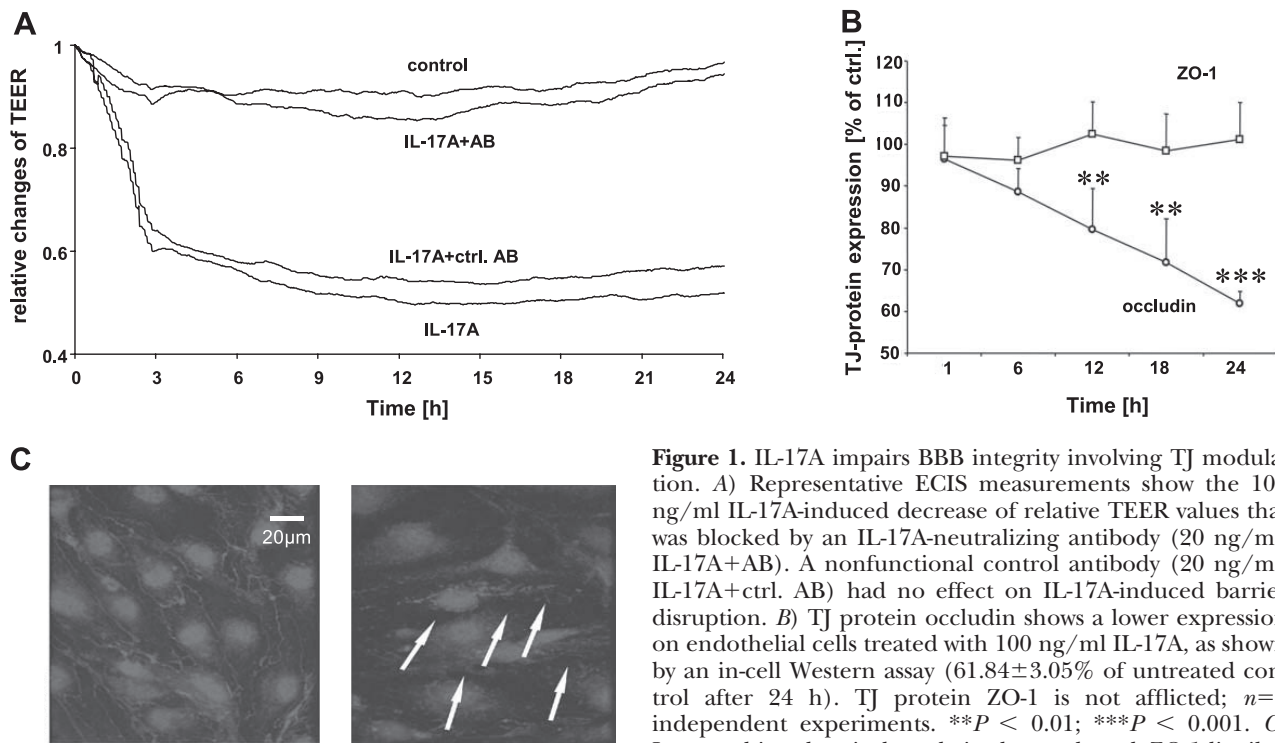 A
relative changes of TEER
1
0.8
0.6
0.4
control
IL-17A+AB
IL-17A+ctrl. AB
IL-17A
0 3 6 9 12 15 18 21 24
Time [h]
B
TJ-protein expression [% of ctrl.]
120
110
100
90
80
70
60
50
ZO-1
**
**
***
occludin
1 6 12 18 24
Time [h]
C
20µm
Figure 1. IL-17A impairs BBB integrity involving TJ modula
tion. A) Representative ECIS measurements show the 10
ng/ml IL-17A-induced decrease of relative TEER values tha
was blocked by an IL-17A-neutralizing antibody (20 ng/m
IL-17A+AB). A nonfunctional control antibody (20 ng/m
IL-17A+ctrl. AB) had no effect on IL-17A-induced barrie
disruption. B) TJ protein occludin shows a lower expression
on endothelial cells treated with 100 ng/ml IL-17A, as show
by an in-cell Western assay (61.84±3.05% of untreated con
trol after 24 h). TJ protein ZO-1 is not afflicted; n=
independent experiments. **P < 0.01; ***P < 0.001. C